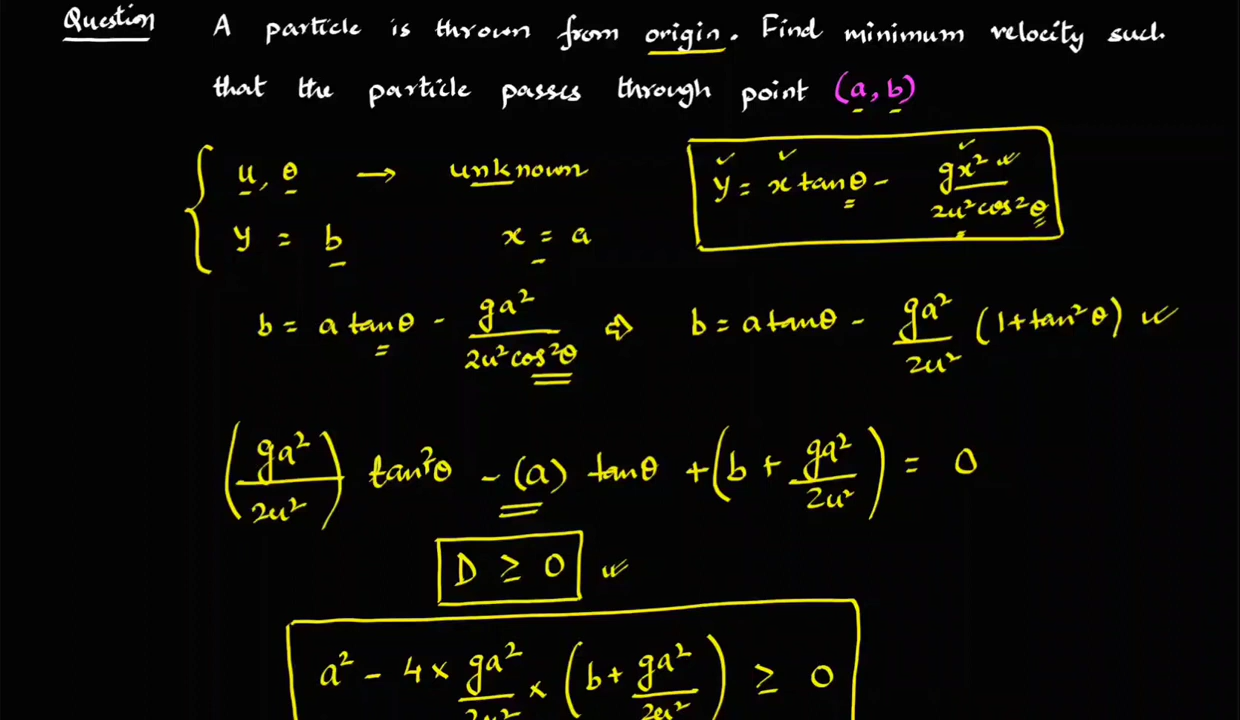 Question A particle is thrown from origin. Find minimum velocity such
that the particle passes through point (a, b)
u, θ → unknown
y = x tanθ - gx²/2u²cos²θ
y = b x = a
b = a tanθ - ga²/2u²cos²θ ⇨ b = a tanθ - ga²/2u² (1+tan²θ)
(ga²/2u²) tan²θ - (a) tanθ + (b + ga²/2u²) = 0
D ≥ 0
a² - 4 × ga²/2u² × (b + ga²/2u²) ≥ 0